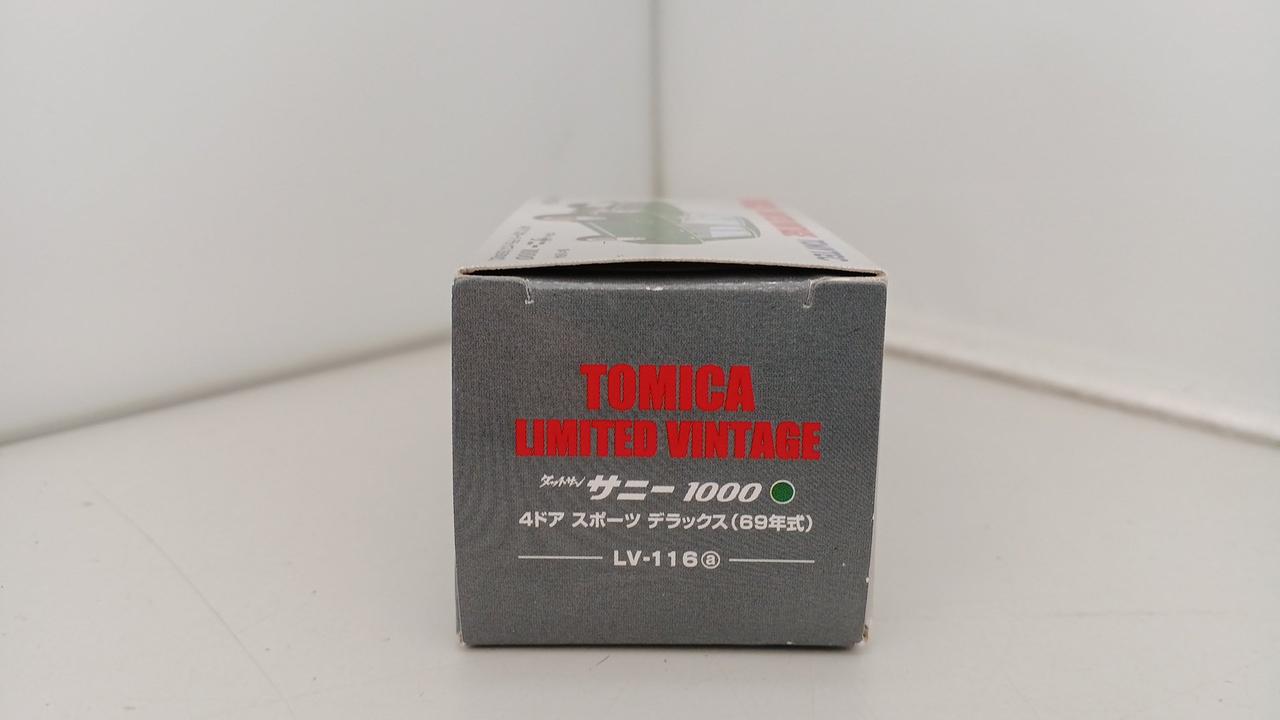 TOMICA
LIMITED VINTAGE
ダットサン サニー 1000
4ドア スポーツ デラックス(69年式)
LV-116ⓐ